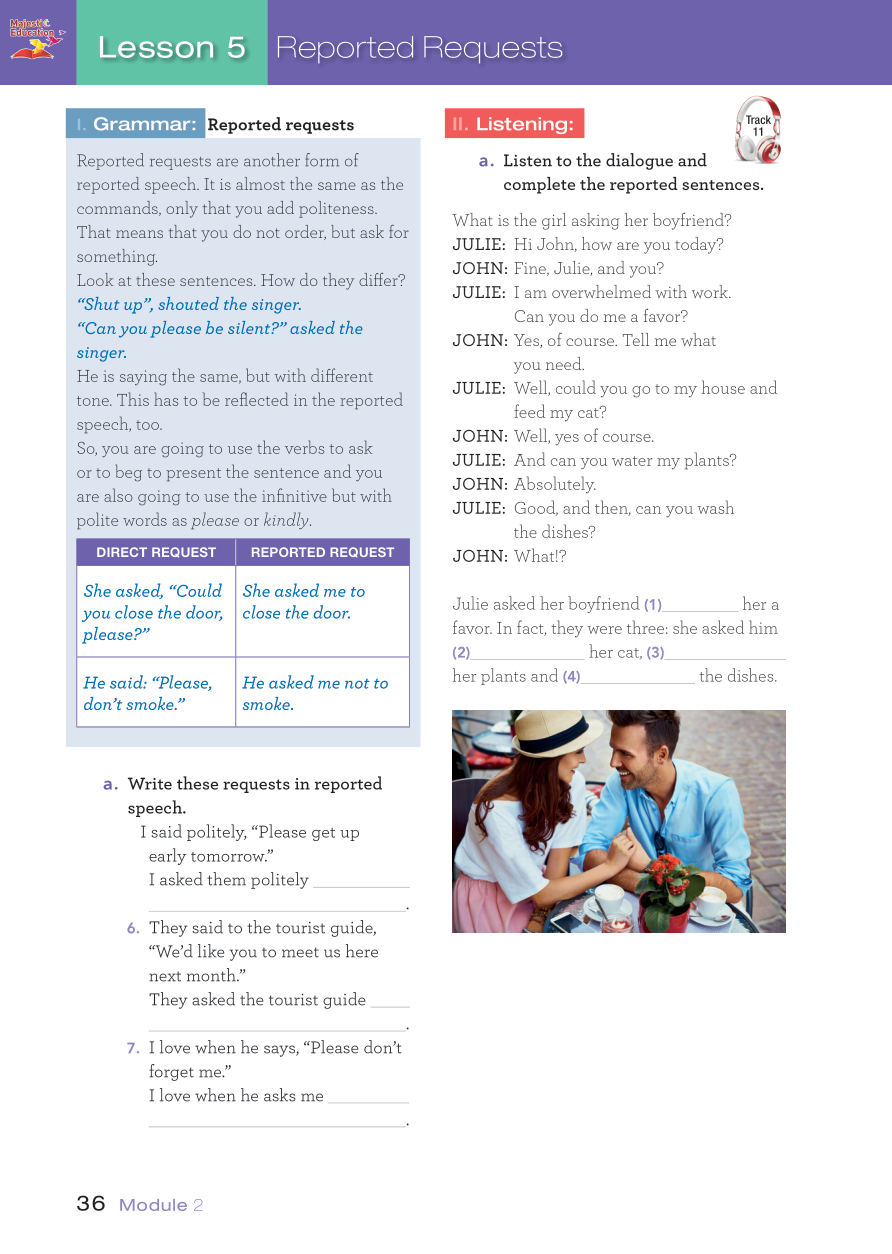 Majestic
Education
Lesson 5
Reported Requests
I. Grammar: Reported requests
Reported requests are another form of
reported speech. It is almost the same as the
commands, only that you add politeness.
That means that you do not order, but ask for
something.
Look at these sentences. How do they differ?
“Shut up”, shouted the singer.
“Can you please be silent?” asked the
singer.
He is saying the same, but with different
tone. This has to be reflected in the reported
speech, too.
So, you are going to use the verbs to ask
or to beg to present the sentence and you
are also going to use the infinitive but with
polite words as please or kindly.
DIRECT REQUEST
REPORTED REQUEST
She asked, “Could
you close the door,
please?”
She asked me to
close the door.
He said: “Please,
don’t smoke.”
He asked me not to
smoke.
a. Write these requests in reported
speech.
I said politely, “Please get up
early tomorrow.”
I asked them politely ___________
______________________________.
6. They said to the tourist guide,
“We’d like you to meet us here
next month.”
They asked the tourist guide ____
______________________________.
7. I love when he says, “Please don’t
forget me.”
I love when he asks me _________
______________________________.
II. Listening:
Track
11
a. Listen to the dialogue and
complete the reported sentences.
What is the girl asking her boyfriend?
JULIE: Hi John, how are you today?
JOHN: Fine, Julie, and you?
JULIE: I am overwhelmed with work.
Can you do me a favor?
JOHN: Yes, of course. Tell me what
you need.
JULIE: Well, could you go to my house and
feed my cat?
JOHN: Well, yes of course.
JULIE: And can you water my plants?
JOHN: Absolutely.
JULIE: Good, and then, can you wash
the dishes?
JOHN: What!?
Julie asked her boyfriend (1)_________ her a
favor. In fact, they were three: she asked him
(2)_____________ her cat, (3)______________
her plants and (4)_____________ the dishes.
36 Module 2